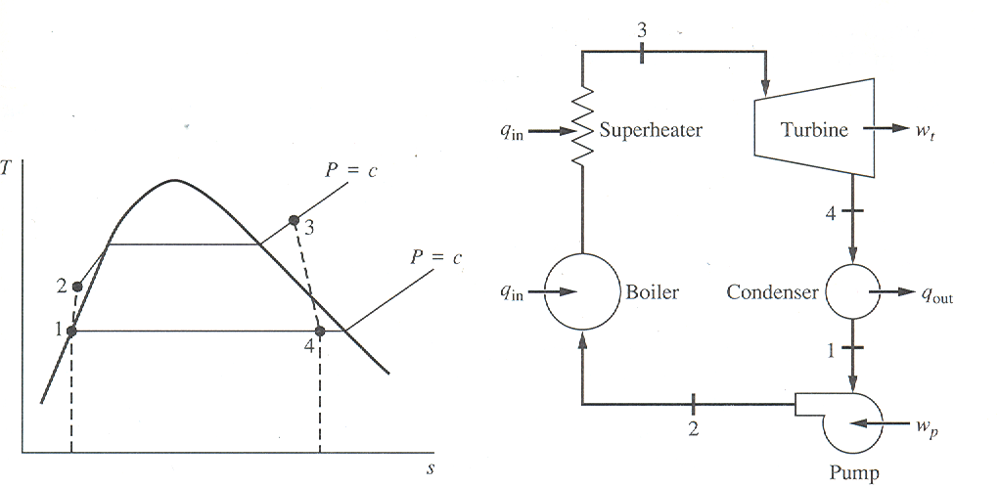 T
P = c
3
P = c
2
1
4
s
3
q_in
Superheater
Turbine
w_t
4
q_in
Boiler
Condenser
q_out
1
2
w_p
Pump